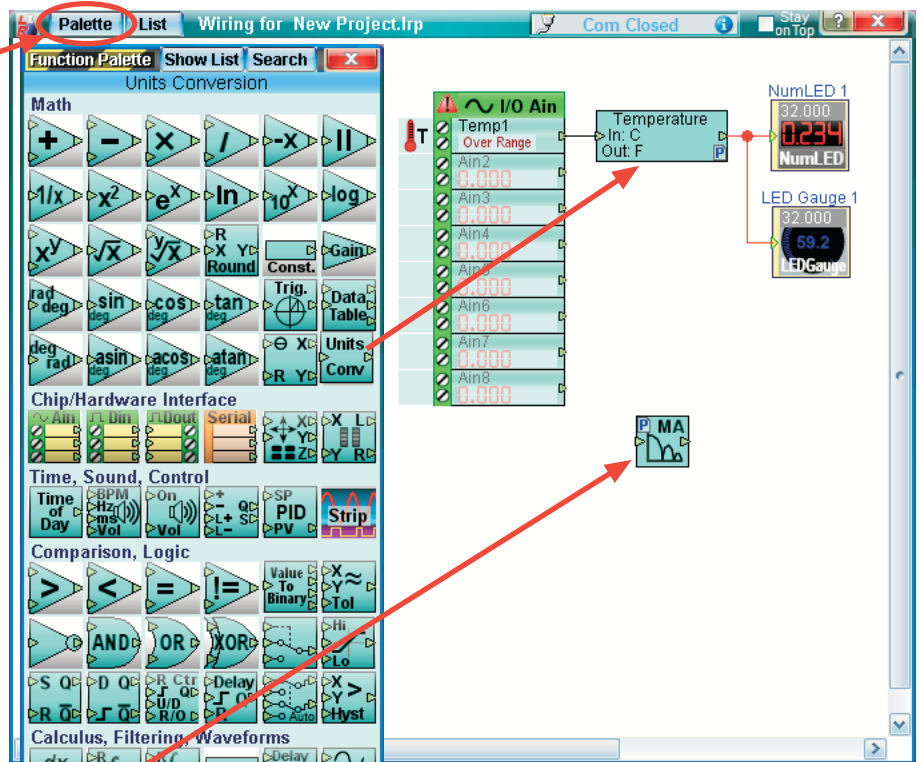 Palette List Wiring for New Project.lrp Com Closed i Stay on Top ? X
Function Palette Show List Search X
Units Conversion
Math
+ − × / -X ||
1/x x² eˣ ln 10ˣ log
xʸ √x ʸ√x R X Y Round Const. Gain
rad deg sin deg cos deg tan deg Trig. Data Table
deg rad asin deg acos deg atan deg Θ X R Y Units Conv
Chip/Hardware Interface
Ain Din Dout Serial X Y Z X L Y R
Time, Sound, Control
Time of Day BPM Hz ms Vol On Vol + - Q L+ S L- SP PID PV Strip
Comparison, Logic
> < = != Value To Binary X Y ≈ Tol
AND OR XOR Hi Lo
S Q R Q̅ D Q Q̅ R Ctr Q U/D R/O Delay Q R Auto X Y > Hyst
Calculus, Filtering, Waveforms
dx R R Delay
I/O Ain
T Temp1
Over Range
Ain2
0.000
Ain3
0.000
Ain4
0.000
Ain5
0.000
Ain6
0.000
Ain7
0.000
Ain8
0.000
Temperature
In: C
Out: F P
NumLED 1
32.000
0.234
NumLED
LED Gauge 1
32.000
59.2
LEDGauge
P MA